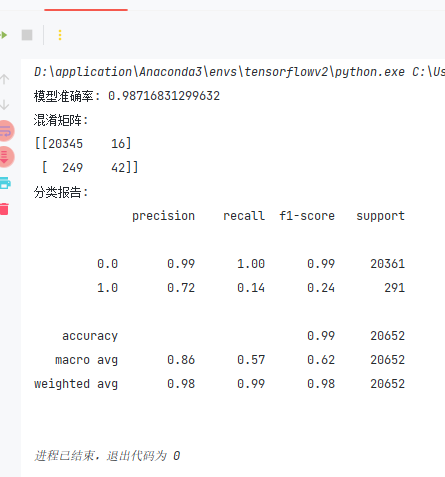 D:\application\Anaconda3\envs\tensorflowv2\python.exe C:\Us
模型准确率: 0.98716831299632
混淆矩阵:
[[20345    16]
 [  249    42]]
分类报告:
              precision    recall  f1-score   support

         0.0       0.99      1.00      0.99     20361
         1.0       0.72      0.14      0.24       291

    accuracy                           0.99     20652
   macro avg       0.86      0.57      0.62     20652
weighted avg       0.98      0.99      0.98     20652

进程已结束，退出代码为 0